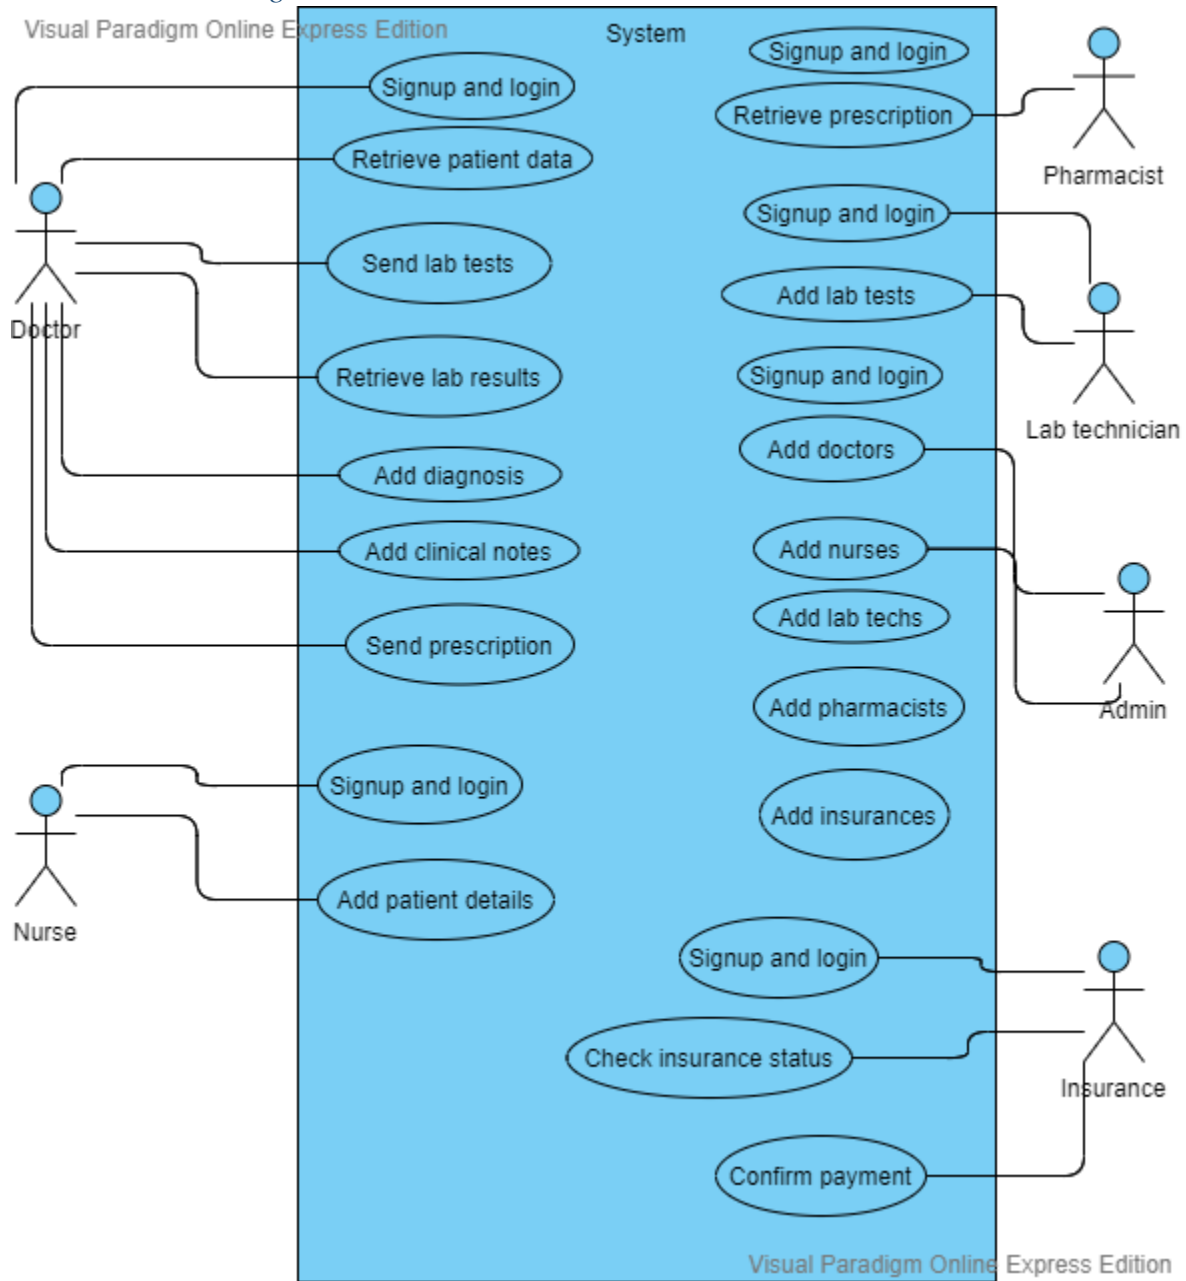 Visual Paradigm Online Express Edition
System
Signup and login
Retrieve patient data
Send lab tests
Retrieve lab results
Add diagnosis
Add clinical notes
Send prescription
Doctor
Signup and login
Add patient details
Nurse
Signup and login
Retrieve prescription
Pharmacist
Signup and login
Add lab tests
Lab technician
Signup and login
Add doctors
Add nurses
Add lab techs
Add pharmacists
Add insurances
Admin
Signup and login
Check insurance status
Confirm payment
Insurance
Visual Paradigm Online Express Edition